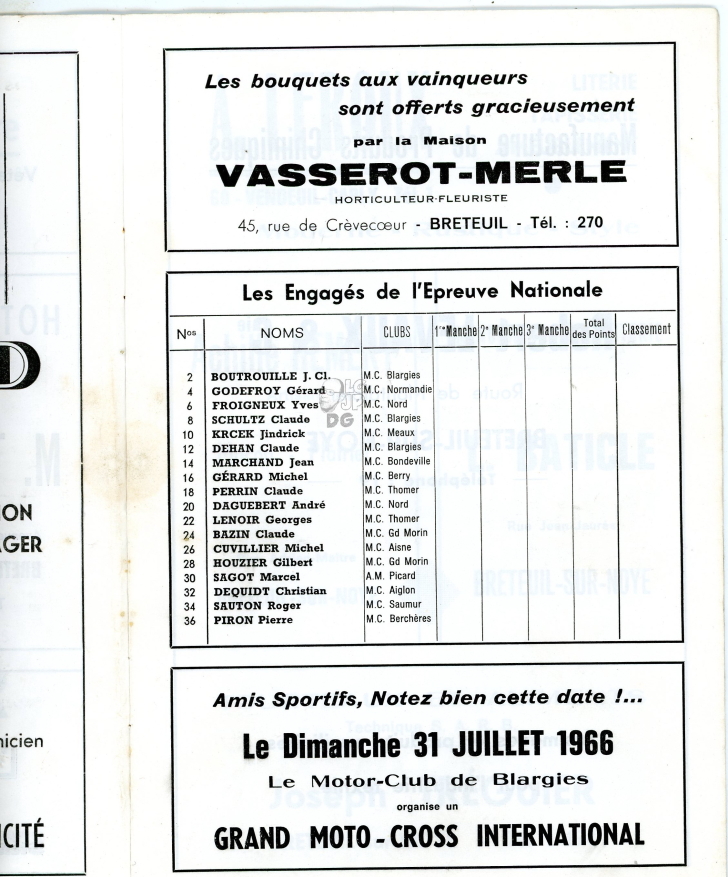 Les bouquets aux vainqueurs
sont offerts gracieusement
par la Maison
VASSEROT-MERLE
HORTICULTEUR-FLEURISTE
45, rue de Crèvecœur - BRETEUIL - Tél. : 270
Les Engagés de l'Epreuve Nationale
Nos NOMS CLUBS 1re Manche 2e Manche 3e Manche Total des Points Classement
2 BOUTROUILLE J. Cl. M.C. Blargies
4 GODEFROY Gérard M.C. Normandie
6 FROIGNEUX Yves M.C. Nord
8 SCHULTZ Claude M.C. Blargies
10 KRCEK Jindrick M.C. Meaux
12 DEHAN Claude M.C. Blargies
14 MARCHAND Jean M.C. Bondeville
16 GÉRARD Michel M.C. Berry
18 PERRIN Claude M.C. Thomer
20 DAGUEBERT André M.C. Nord
22 LENOIR Georges M.C. Thomer
24 BAZIN Claude M.C. Gd Morin
26 CUVILLIER Michel M.C. Aisne
28 HOUZIER Gilbert M.C. Gd Morin
30 SAGOT Marcel A.M. Picard
32 DEQUIDT Christian M.C. Aiglon
34 SAUTON Roger M.C. Saumur
36 PIRON Pierre M.C. Berchères
Amis Sportifs, Notez bien cette date !...
Le Dimanche 31 JUILLET 1966
Le Motor-Club de Blargies
organise un
GRAND MOTO-CROSS INTERNATIONAL
ION
AGER
nicien
ICITÉ